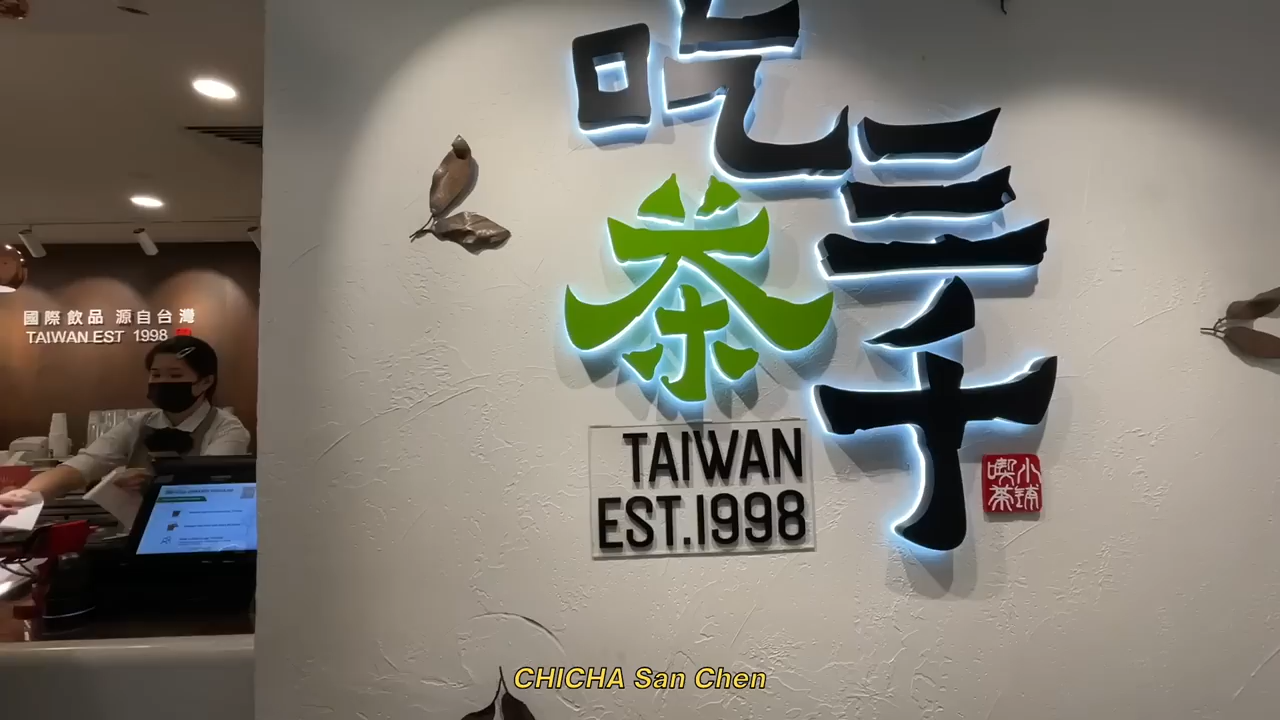 吃茶三千
TAIWAN
EST.1998
喫茶小舖
國際飲品 源自台灣
TAIWAN EST 1998
CHICHA San Chen